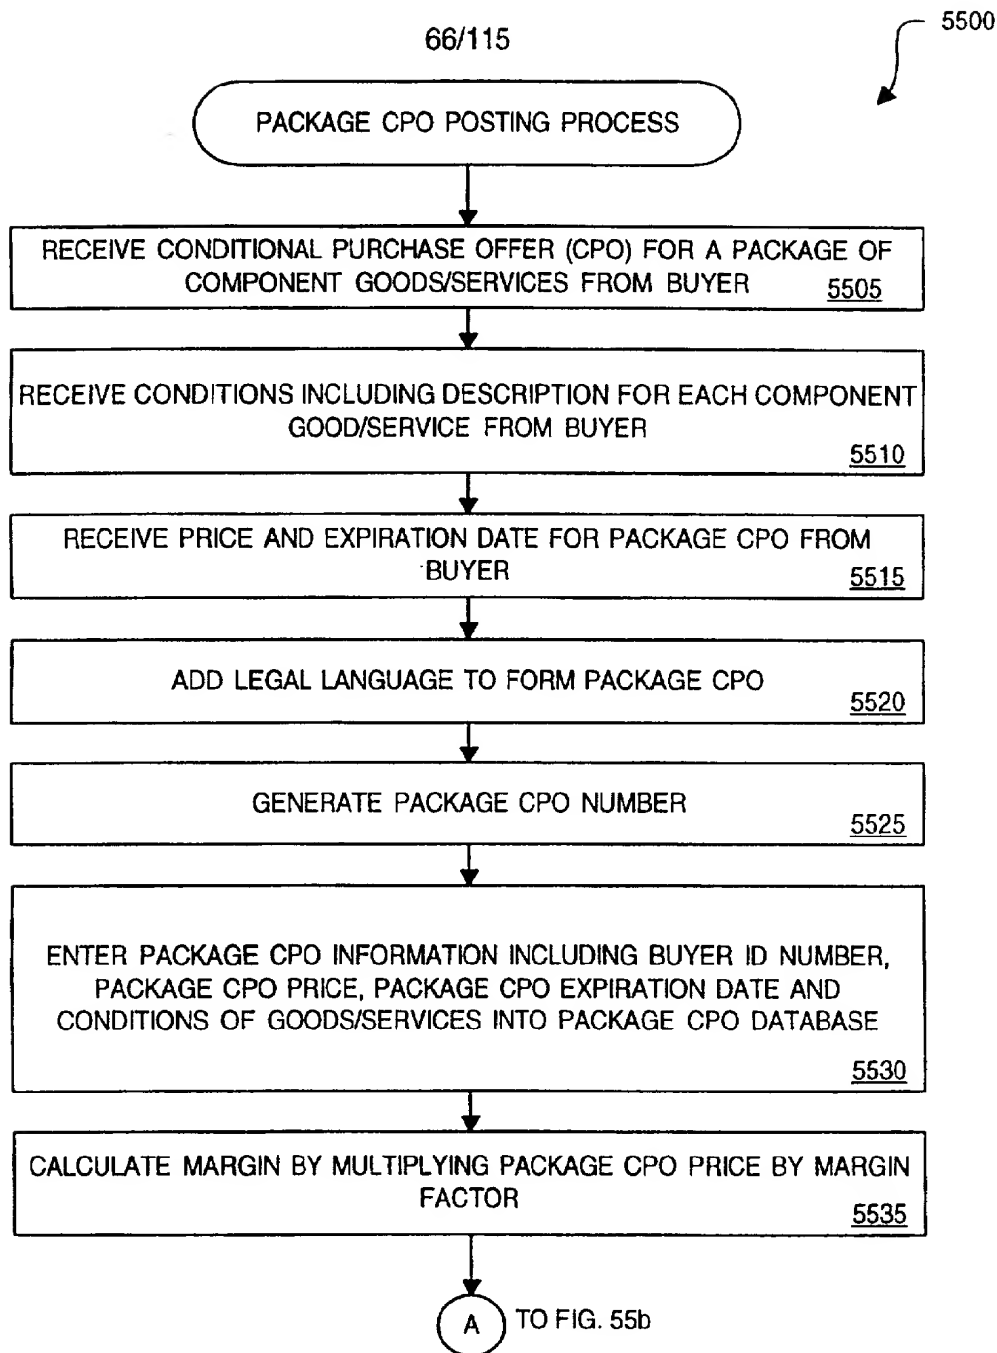 5500
66/115
PACKAGE CPO POSTING PROCESS
RECEIVE CONDITIONAL PURCHASE OFFER (CPO) FOR A PACKAGE OF
COMPONENT GOODS/SERVICES FROM BUYER
5505
RECEIVE CONDITIONS INCLUDING DESCRIPTION FOR EACH COMPONENT
GOOD/SERVICE FROM BUYER
5510
RECEIVE PRICE AND EXPIRATION DATE FOR PACKAGE CPO FROM
BUYER
5515
ADD LEGAL LANGUAGE TO FORM PACKAGE CPO
5520
GENERATE PACKAGE CPO NUMBER
5525
ENTER PACKAGE CPO INFORMATION INCLUDING BUYER ID NUMBER,
PACKAGE CPO PRICE, PACKAGE CPO EXPIRATION DATE AND
CONDITIONS OF GOODS/SERVICES INTO PACKAGE CPO DATABASE
5530
CALCULATE MARGIN BY MULTIPLYING PACKAGE CPO PRICE BY MARGIN
FACTOR
5535
A
TO FIG. 55b